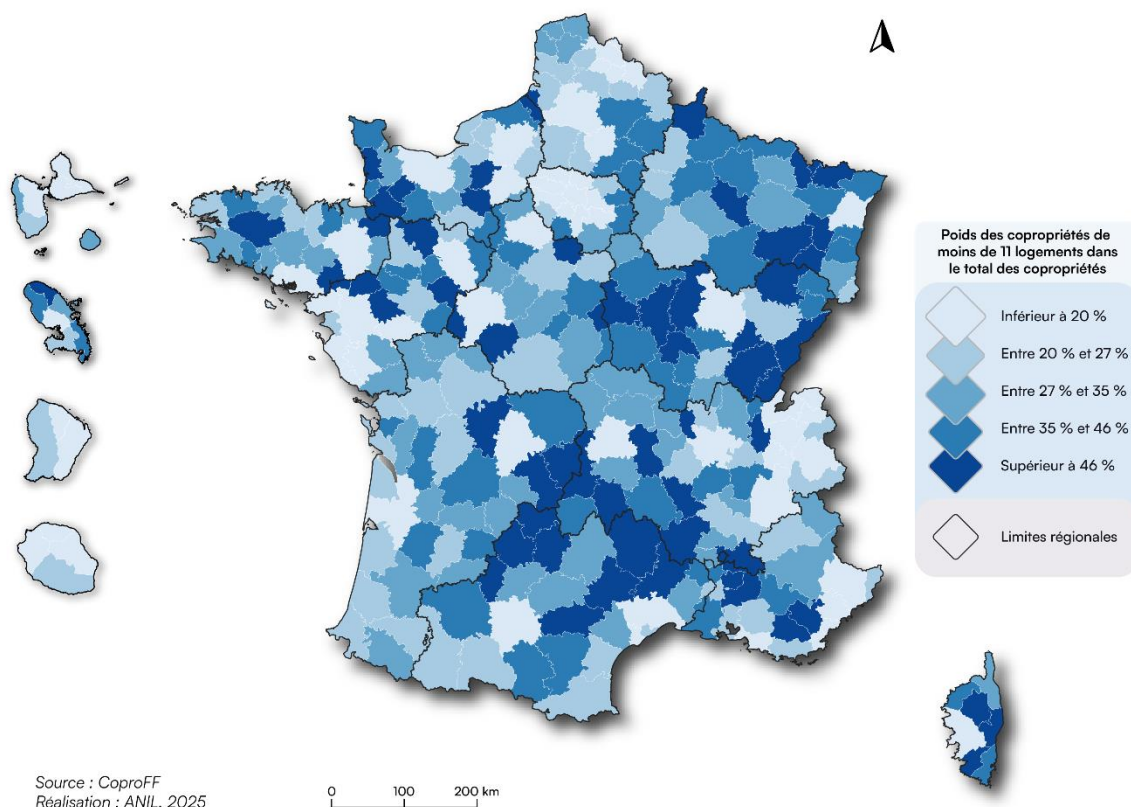 Poids des copropriétés de
moins de 11 logements dans
le total des copropriétés
Inférieur à 20 %
Entre 20 % et 27 %
Entre 27 % et 35 %
Entre 35 % et 46 %
Supérieur à 46 %
Limites régionales
Source : CoproFF
Réalisation : ANIL, 2025
0 100 200 km